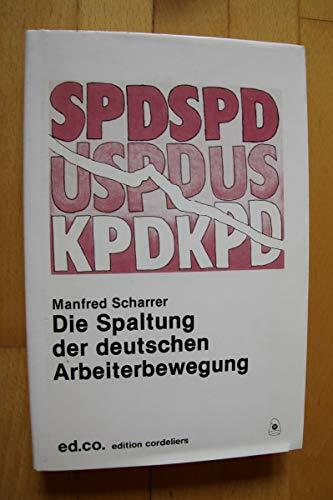 SPDSPD
USPDUS
KPDKPD
Manfred Scharrer
Die Spaltung
der deutschen
Arbeiterbewegung
ed.co. edition cordeliers